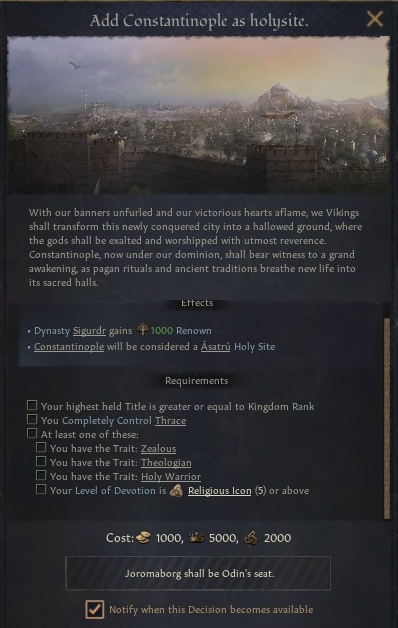 Add Constantinople as holysite.
With our banners unfurled and our victorious hearts aflame, we Vikings
shall transform this newly conquered city into a hallowed ground, where
the gods shall be exalted and worshipped with utmost reverence.
Constantinople, now under our dominion, shall bear witness to a grand
awakening, as pagan rituals and ancient traditions breathe new life into
its sacred halls.
Effects
• Dynasty Sigurdr gains 1000 Renown
• Constantinople will be considered a Ásatrú Holy Site
Requirements
Your highest held Title is greater or equal to Kingdom Rank
You Completely Control Thrace
At least one of these:
You have the Trait: Zealous
You have the Trait: Theologian
You have the Trait: Holy Warrior
Your Level of Devotion is Religious Icon (5) or above
Cost: 1000, 5000, 2000
Joromaborg shall be Odin's seat.
Notify when this Decision becomes available